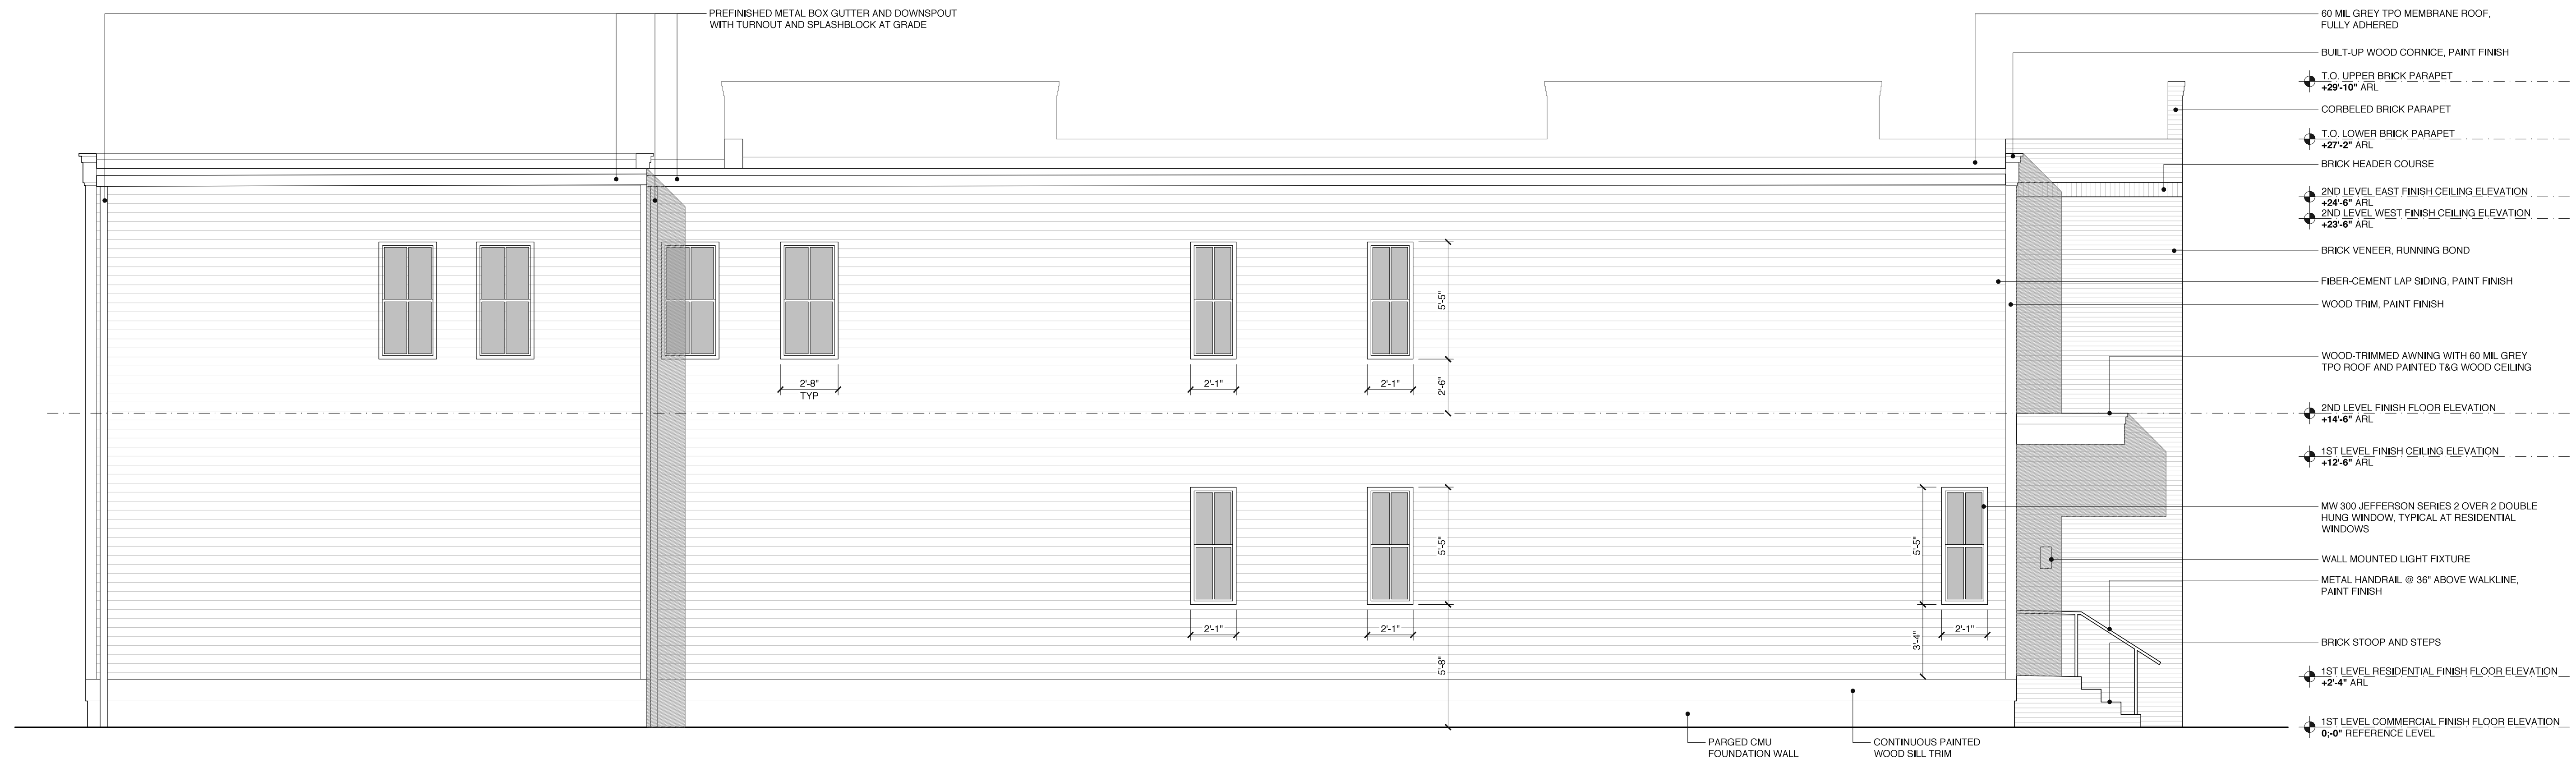 PREFINISHED METAL BOX GUTTER AND DOWNSPOUT
WITH TURNOUT AND SPLASHBLOCK AT GRADE
60 MIL GREY TPO MEMBRANE ROOF,
FULLY ADHERED
BUILT-UP WOOD CORNICE, PAINT FINISH
T.O. UPPER BRICK PARAPET
+29'-10" ARL
CORBELED BRICK PARAPET
T.O. LOWER BRICK PARAPET
+27'-2" ARL
BRICK HEADER COURSE
2ND LEVEL EAST FINISH CEILING ELEVATION
+24'-6" ARL
2ND LEVEL WEST FINISH CEILING ELEVATION
+23'-6" ARL
BRICK VENEER, RUNNING BOND
FIBER-CEMENT LAP SIDING, PAINT FINISH
WOOD TRIM, PAINT FINISH
5'-5"
WOOD-TRIMMED AWNING WITH 60 MIL GREY
TPO ROOF AND PAINTED T&G WOOD CEILING
2'-8"
TYP
2'-1"
2'-1"
2'-6"
2ND LEVEL FINISH FLOOR ELEVATION
+14'-6" ARL
1ST LEVEL FINISH CEILING ELEVATION
+12'-6" ARL
MW 300 JEFFERSON SERIES 2 OVER 2 DOUBLE
HUNG WINDOW, TYPICAL AT RESIDENTIAL
WINDOWS
5'-5"
5'-5"
WALL MOUNTED LIGHT FIXTURE
METAL HANDRAIL @ 36" ABOVE WALKLINE,
PAINT FINISH
2'-1"
2'-1"
2'-1"
3'-4"
BRICK STOOP AND STEPS
5'-8"
1ST LEVEL RESIDENTIAL FINISH FLOOR ELEVATION
+2'-4" ARL
1ST LEVEL COMMERCIAL FINISH FLOOR ELEVATION
0;-0" REFERENCE LEVEL
PARGED CMU
FOUNDATION WALL
CONTINUOUS PAINTED
WOOD SILL TRIM